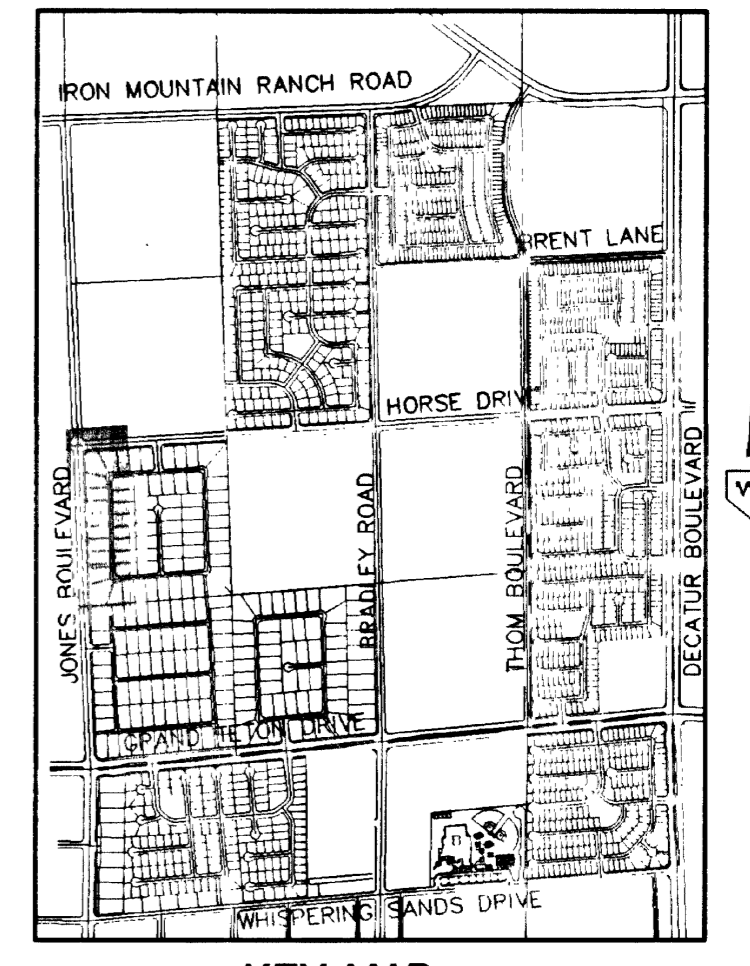 IRON MOUNTAIN RANCH ROAD
BRENT LANE
HORSE DRIVE
JONES BOULEVARD
BRADLEY ROAD
THOM BOULEVARD
DECATUR BOULEVARD
GRAND TETON DRIVE
WHISPERING SANDS DRIVE